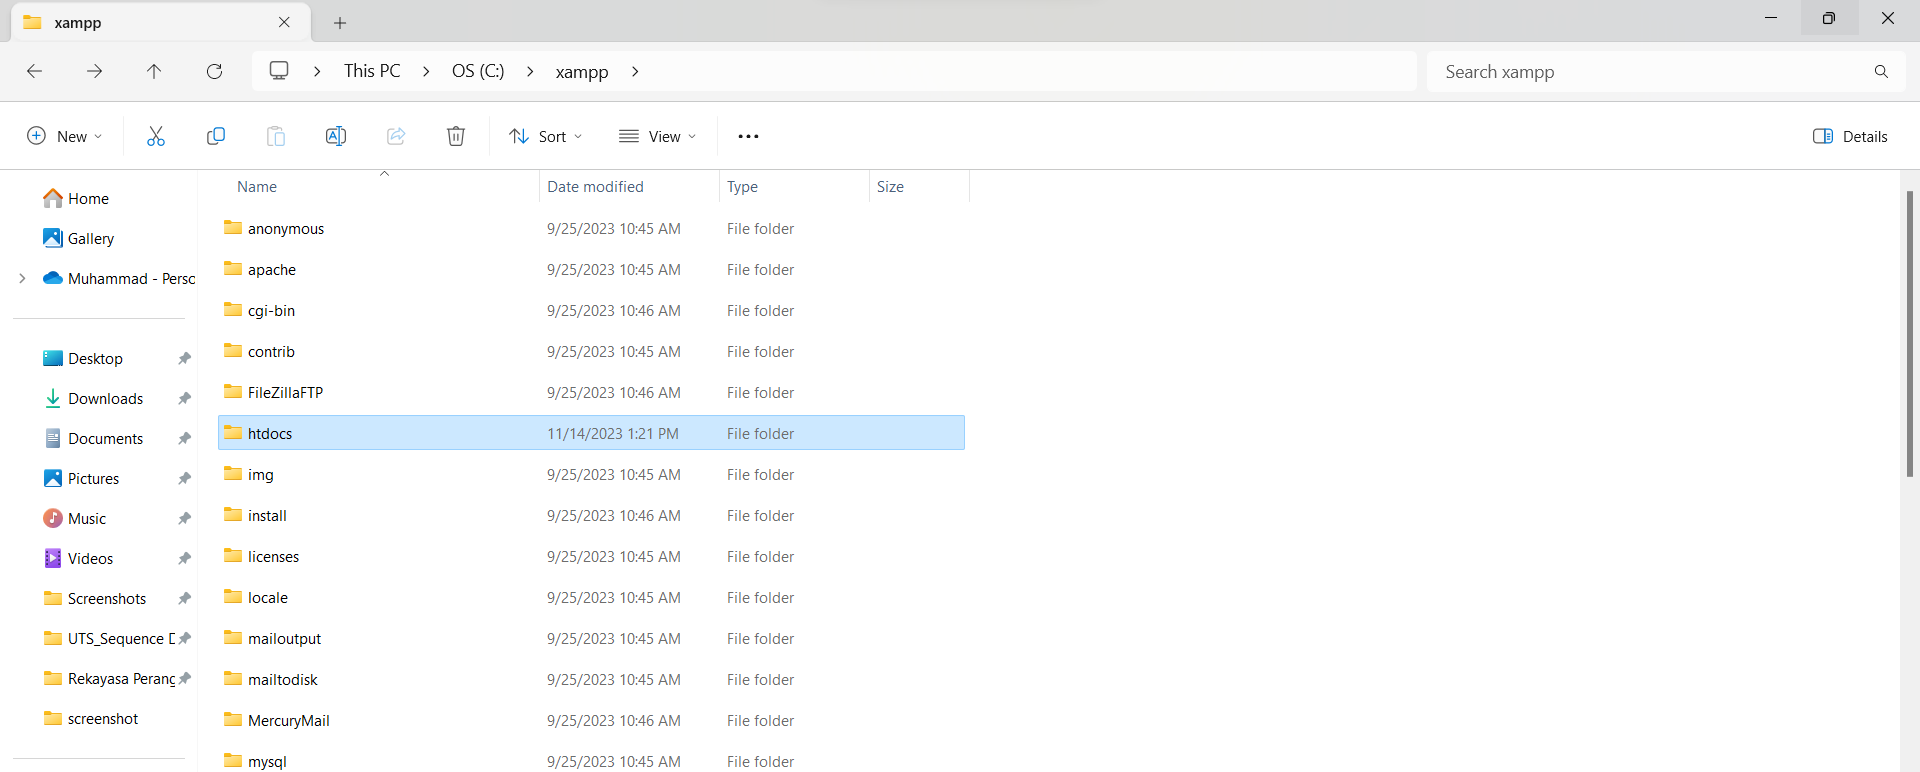 xampp
This PC OS (C:) xampp
Search xampp
New Sort View Details
Name Date modified Type Size
Home
Gallery
Muhammad - Perso
Desktop
Downloads
Documents
Pictures
Music
Videos
Screenshots
UTS_Sequence D
Rekayasa Perang
screenshot
anonymous 9/25/2023 10:45 AM File folder
apache 9/25/2023 10:45 AM File folder
cgi-bin 9/25/2023 10:46 AM File folder
contrib 9/25/2023 10:45 AM File folder
FileZillaFTP 9/25/2023 10:46 AM File folder
htdocs 11/14/2023 1:21 PM File folder
img 9/25/2023 10:45 AM File folder
install 9/25/2023 10:46 AM File folder
licenses 9/25/2023 10:45 AM File folder
locale 9/25/2023 10:45 AM File folder
mailoutput 9/25/2023 10:45 AM File folder
mailtodisk 9/25/2023 10:45 AM File folder
MercuryMail 9/25/2023 10:46 AM File folder
mysql 9/25/2023 10:45 AM File folder